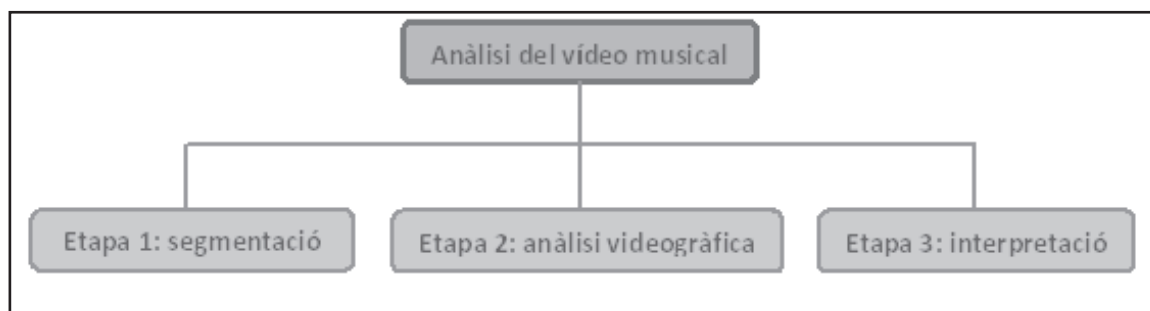 Anàlisi del vídeo musical
Etapa 1: segmentació
Etapa 2: anàlisi videogràfica
Etapa 3: interpretació